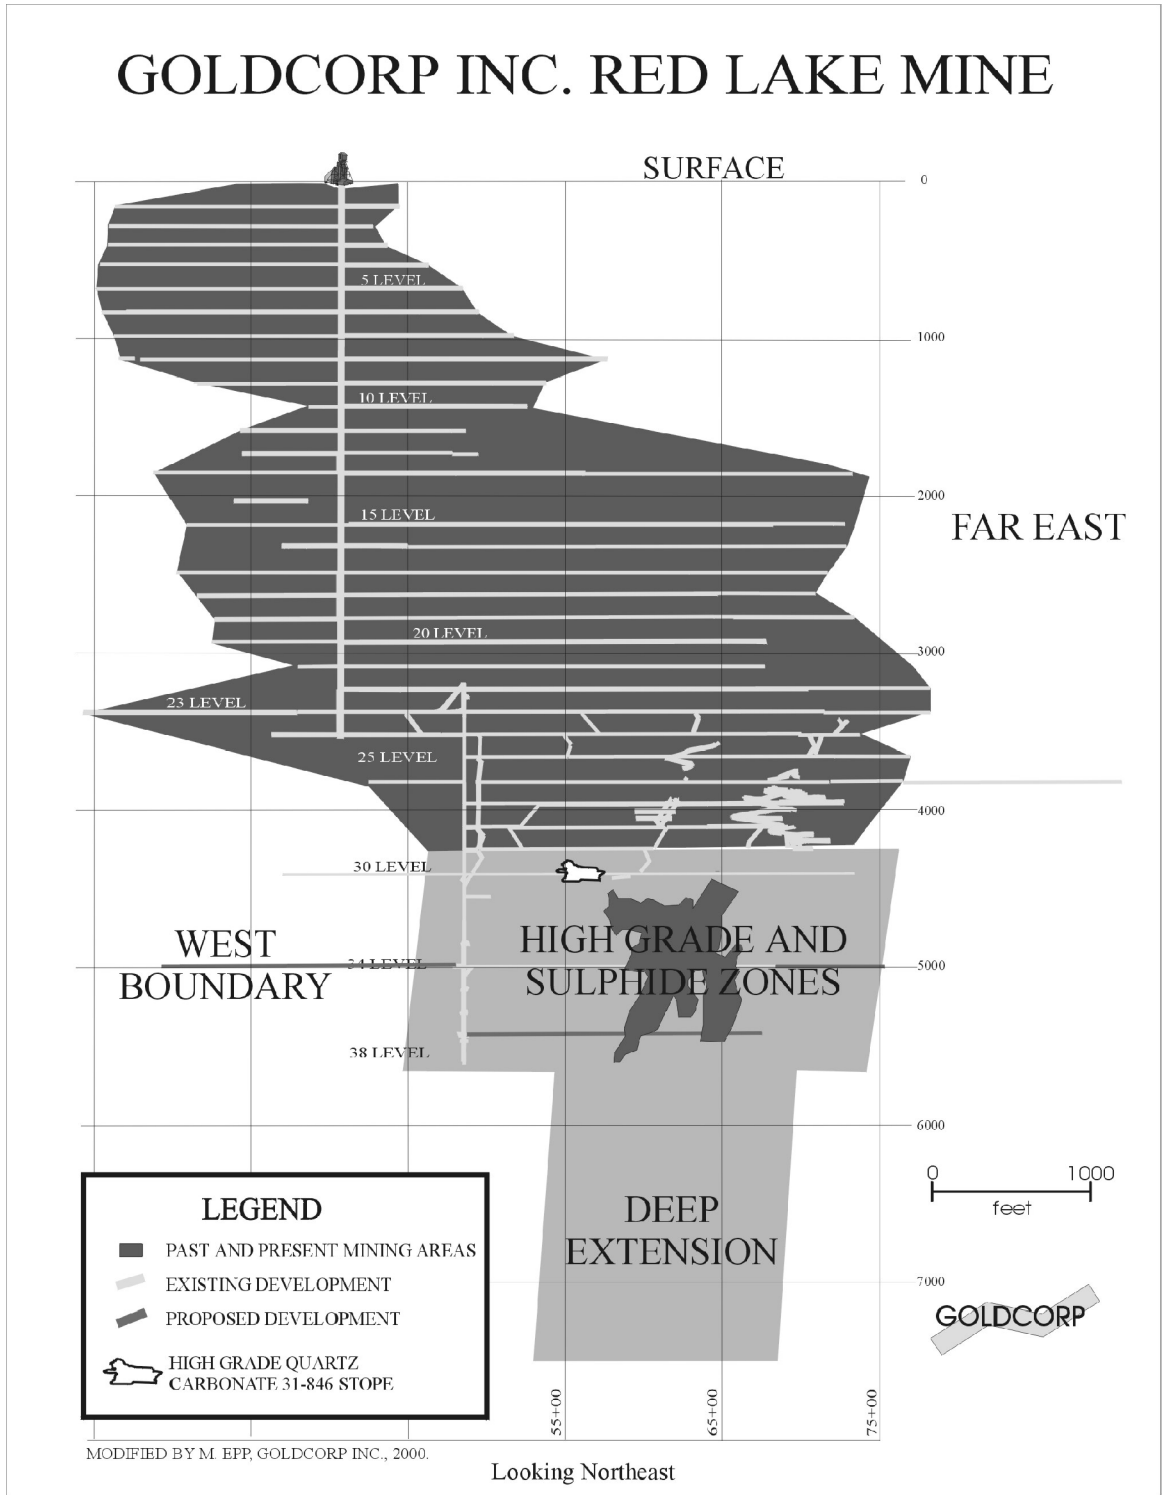 GOLDCORP INC. RED LAKE MINE
SURFACE
0
5 LEVEL
1000
10 LEVEL
2000
15 LEVEL
FAR EAST
20 LEVEL
3000
23 LEVEL
25 LEVEL
4000
30 LEVEL
WEST
BOUNDARY
HIGH GRADE AND
SULPHIDE ZONES
34 LEVEL
5000
38 LEVEL
6000
0 1000
feet
DEEP
EXTENSION
7000
GOLDCORP
LEGEND
PAST AND PRESENT MINING AREAS
EXISTING DEVELOPMENT
PROPOSED DEVELOPMENT
HIGH GRADE QUARTZ
CARBONATE 31-846 STOPE
55+00
65+00
75+00
MODIFIED BY M. EPP, GOLDCORP INC., 2000.
Looking Northeast